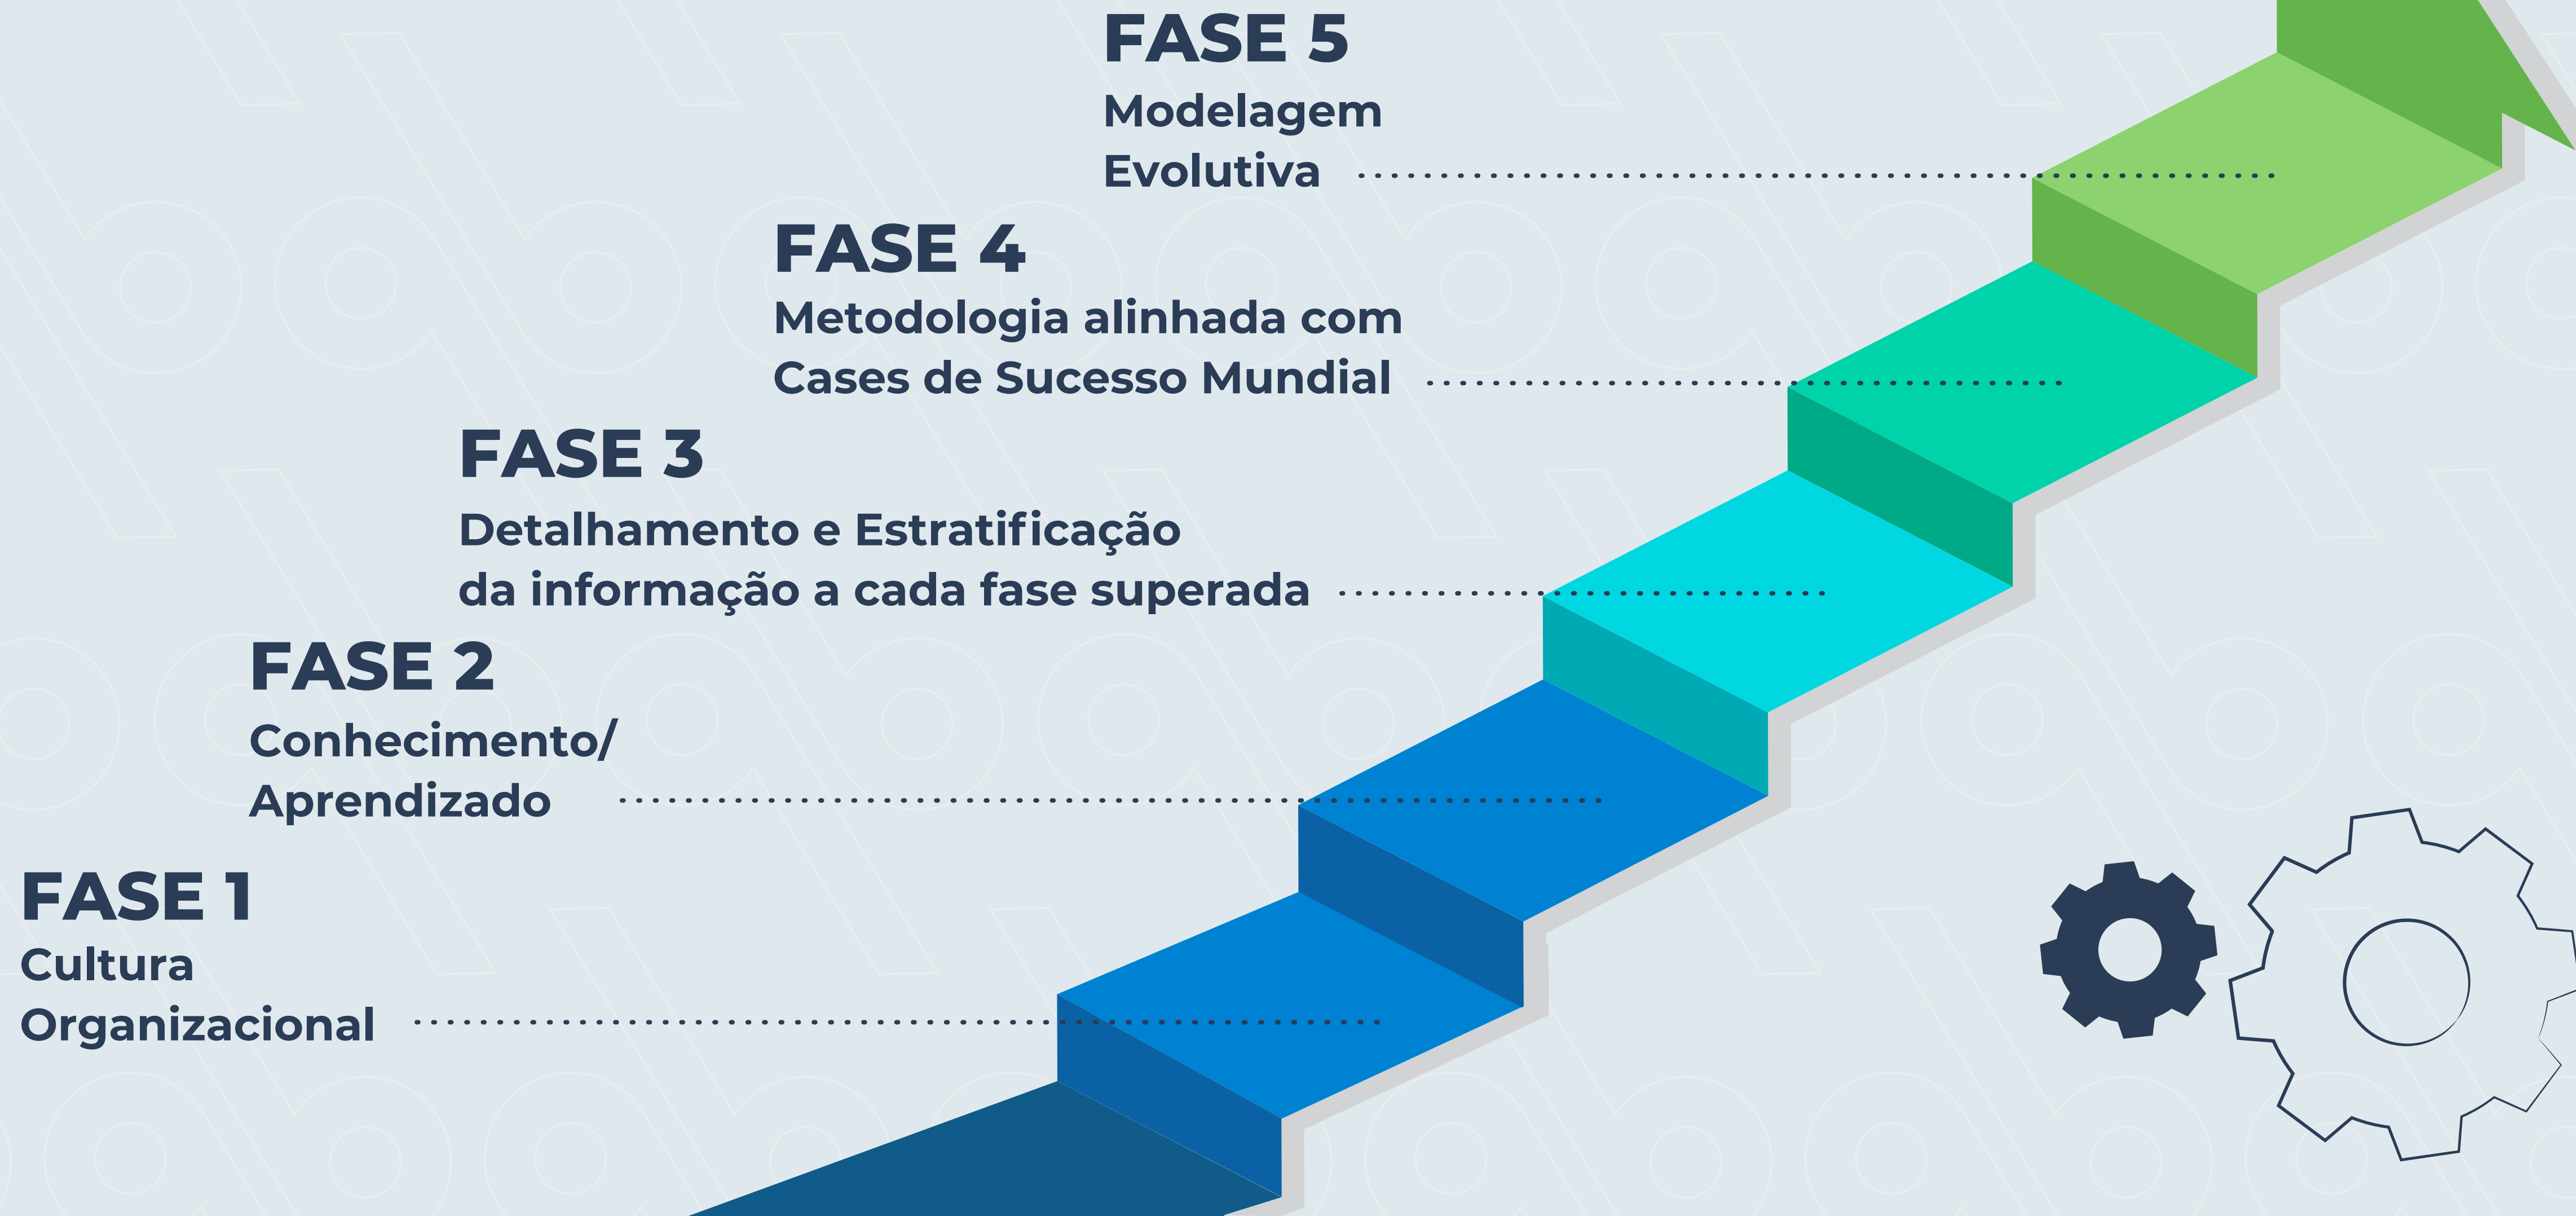 FASE 5
Modelagem
Evolutiva
FASE 4
Metodologia alinhada com
Cases de Sucesso Mundial
FASE 3
Detalhamento e Estratificação
da informação a cada fase superada
FASE 2
Conhecimento/
Aprendizado
FASE 1
Cultura
Organizacional